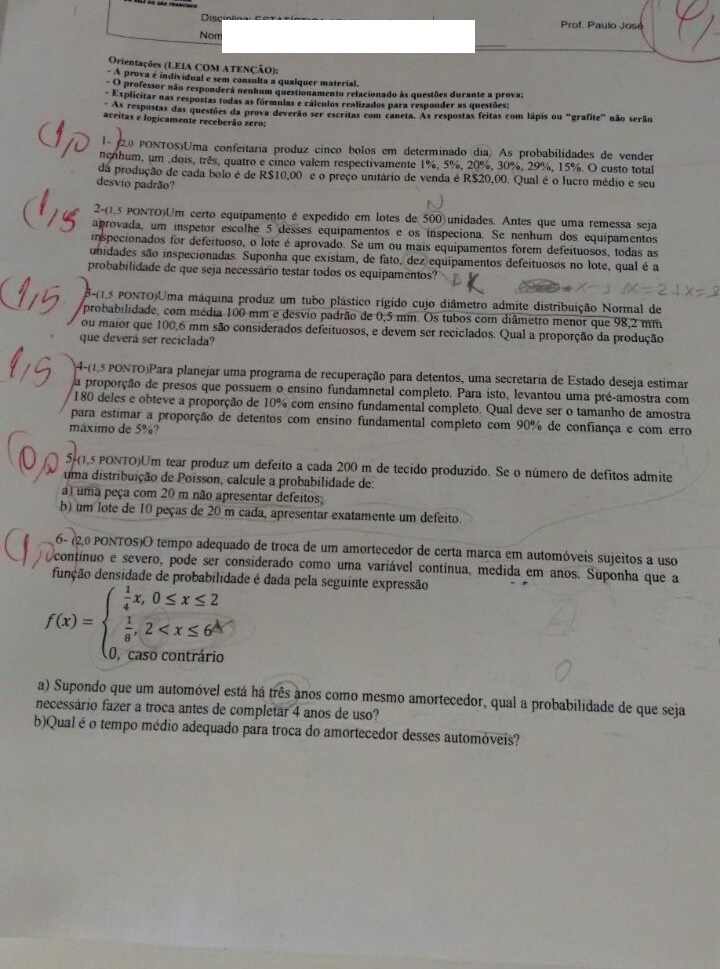 VALE DO SÃO FRANCISCO
Disciplina:
Prof. Paulo José
Nom
Orientações (LEIA COM ATENÇÃO):
- A prova é individual e sem consulta a qualquer material.
- O professor não responderá nenhum questionamento relacionado às questões durante a prova;
- Explicitar nas respostas todas as fórmulas e cálculos realizados para responder as questões;
- As respostas das questões da prova deverão ser escritas com caneta. As respostas feitas com lápis ou "grafite" não serão
aceitas e logicamente receberão zero;
(1,0
1- (2,0 PONTOS)Uma confeitaria produz cinco bolos em determinado dia. As probabilidades de vender
nenhum, um ,dois, três, quatro e cinco valem respectivamente 1%, 5%, 20%, 30%, 29%, 15%. O custo total
da produção de cada bolo é de R$10,00 e o preço unitário de venda é R$20,00. Qual é o lucro médio e seu
desvio padrão?
N
(1,5
2-(1,5 PONTO)Um certo equipamento é expedido em lotes de 500 unidades. Antes que uma remessa seja
aprovada, um inspetor escolhe 5 desses equipamentos e os inspeciona. Se nenhum dos equipamentos
inspecionados for defeituoso, o lote é aprovado. Se um ou mais equipamentos forem defeituosos, todas as
unidades são inspecionadas. Suponha que existam, de fato, dez equipamentos defeituosos no lote, qual é a
probabilidade de que seja necessário testar todos os equipamentos?
K
(1,5)
3-(1,5 PONTO)Uma máquina produz um tubo plástico rígido cujo diâmetro admite distribuição Normal de
probabilidade, com média 100 mm e desvio padrão de 0,5 mm. Os tubos com diâmetro menor que 98,2 mm
ou maior que 100,6 mm são considerados defeituosos, e devem ser reciclados. Qual a proporção da produção
que deverá ser reciclada?
1,5
4-(1,5 PONTO)Para planejar uma programa de recuperação para detentos, uma secretaria de Estado deseja estimar
a proporção de presos que possuem o ensino fundamnetal completo. Para isto, levantou uma pré-amostra com
180 deles e obteve a proporção de 10% com ensino fundamental completo. Qual deve ser o tamanho de amostra
para estimar a proporção de detentos com ensino fundamental completo com 90% de confiança e com erro
máximo de 5%?
(0,0
5-(1,5 PONTO)Um tear produz um defeito a cada 200 m de tecido produzido. Se o número de defitos admite
uma distribuição de Poisson, calcule a probabilidade de:
a) uma peça com 20 m não apresentar defeitos;
b) um lote de 10 peças de 20 m cada, apresentar exatamente um defeito.
(1,0
6- (2,0 PONTOS)O tempo adequado de troca de um amortecedor de certa marca em automóveis sujeitos a uso
contínuo e severo, pode ser considerado como uma variável contínua, medida em anos. Suponha que a
função densidade de probabilidade é dada pela seguinte expressão
1/4 x, 0 ≤ x ≤ 2
f(x) = { 1/8, 2 < x ≤ 6
0, caso contrário
a) Supondo que um automóvel está há três anos como mesmo amortecedor, qual a probabilidade de que seja
necessário fazer a troca antes de completar 4 anos de uso?
b)Qual é o tempo médio adequado para troca do amortecedor desses automóveis?